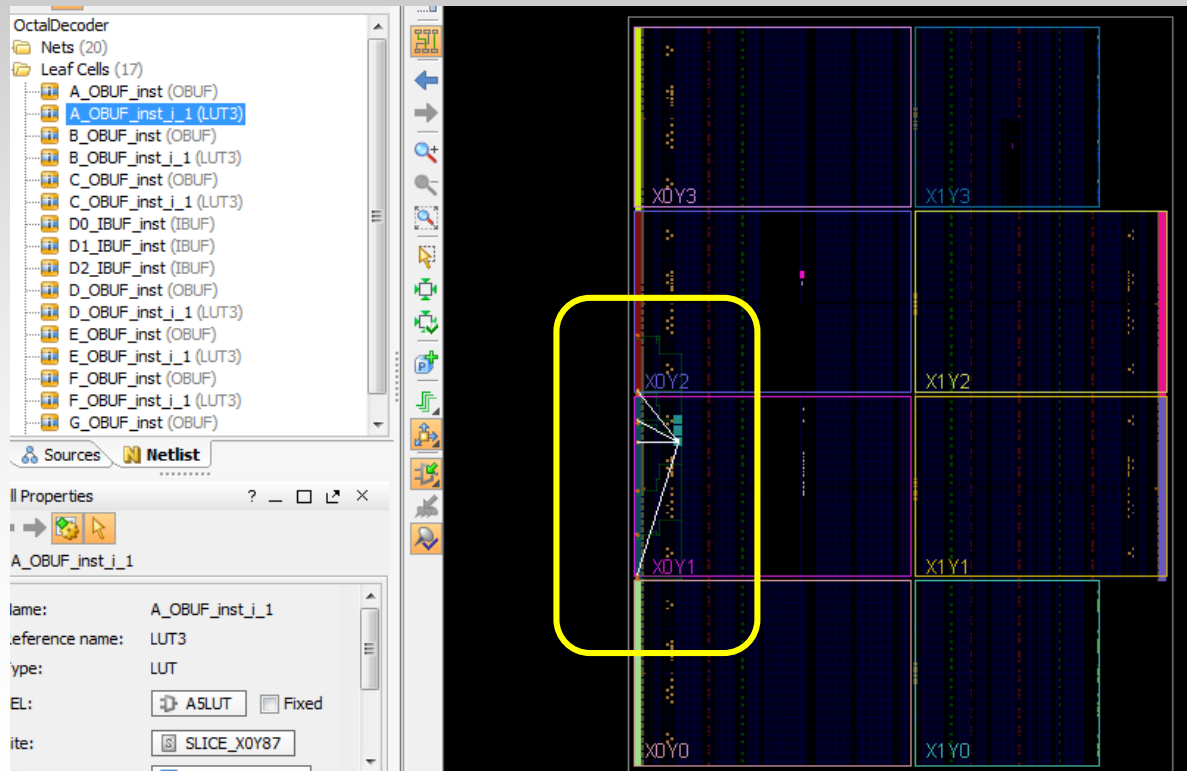 OctalDecoder
Nets (20)
Leaf Cells (17)
A_OBUF_inst (OBUF)
A_OBUF_inst_i_1 (LUT3)
B_OBUF_inst (OBUF)
B_OBUF_inst_i_1 (LUT3)
C_OBUF_inst (OBUF)
C_OBUF_inst_i_1 (LUT3)
D0_IBUF_inst (IBUF)
D1_IBUF_inst (IBUF)
D2_IBUF_inst (IBUF)
D_OBUF_inst (OBUF)
D_OBUF_inst_i_1 (LUT3)
E_OBUF_inst (OBUF)
E_OBUF_inst_i_1 (LUT3)
F_OBUF_inst (OBUF)
F_OBUF_inst_i_1 (LUT3)
G_OBUF_inst (OBUF)
Sources Netlist
ll Properties ?
A_OBUF_inst_i_1
lame: A_OBUF_inst_i_1
eference name: LUT3
ype: LUT
EL: A5LUT Fixed
ite: SLICE_X0Y87
X0Y3 X1Y3
X0Y2 X1Y2
X0Y1 X1Y1
X0Y0 X1Y0